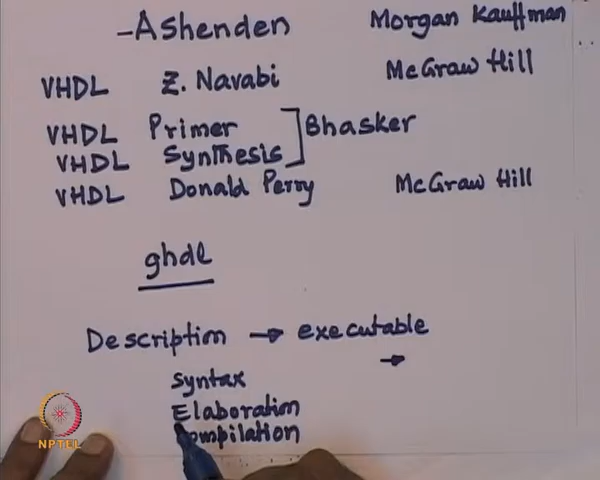 -Ashenden Morgan Kauffman
VHDL Z. Navabi McGraw Hill
VHDL Primer ] Bhasker
VHDL Synthesis
VHDL Donald Perry McGraw Hill
ghdl
Description → executable
→
Syntax
Elaboration
Compilation
NPTEL